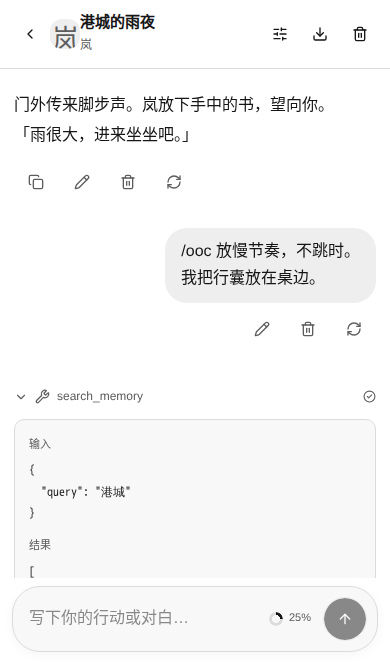 岚
港城的雨夜
岚
门外传来脚步声。岚放下手中的书，望向你。
「雨很大，进来坐坐吧。」
/ooc 放慢节奏，不跳时。
我把行囊放在桌边。
search_memory
输入
{
  "query": "港城"
}
结果
[
写下你的行动或对白…
25%